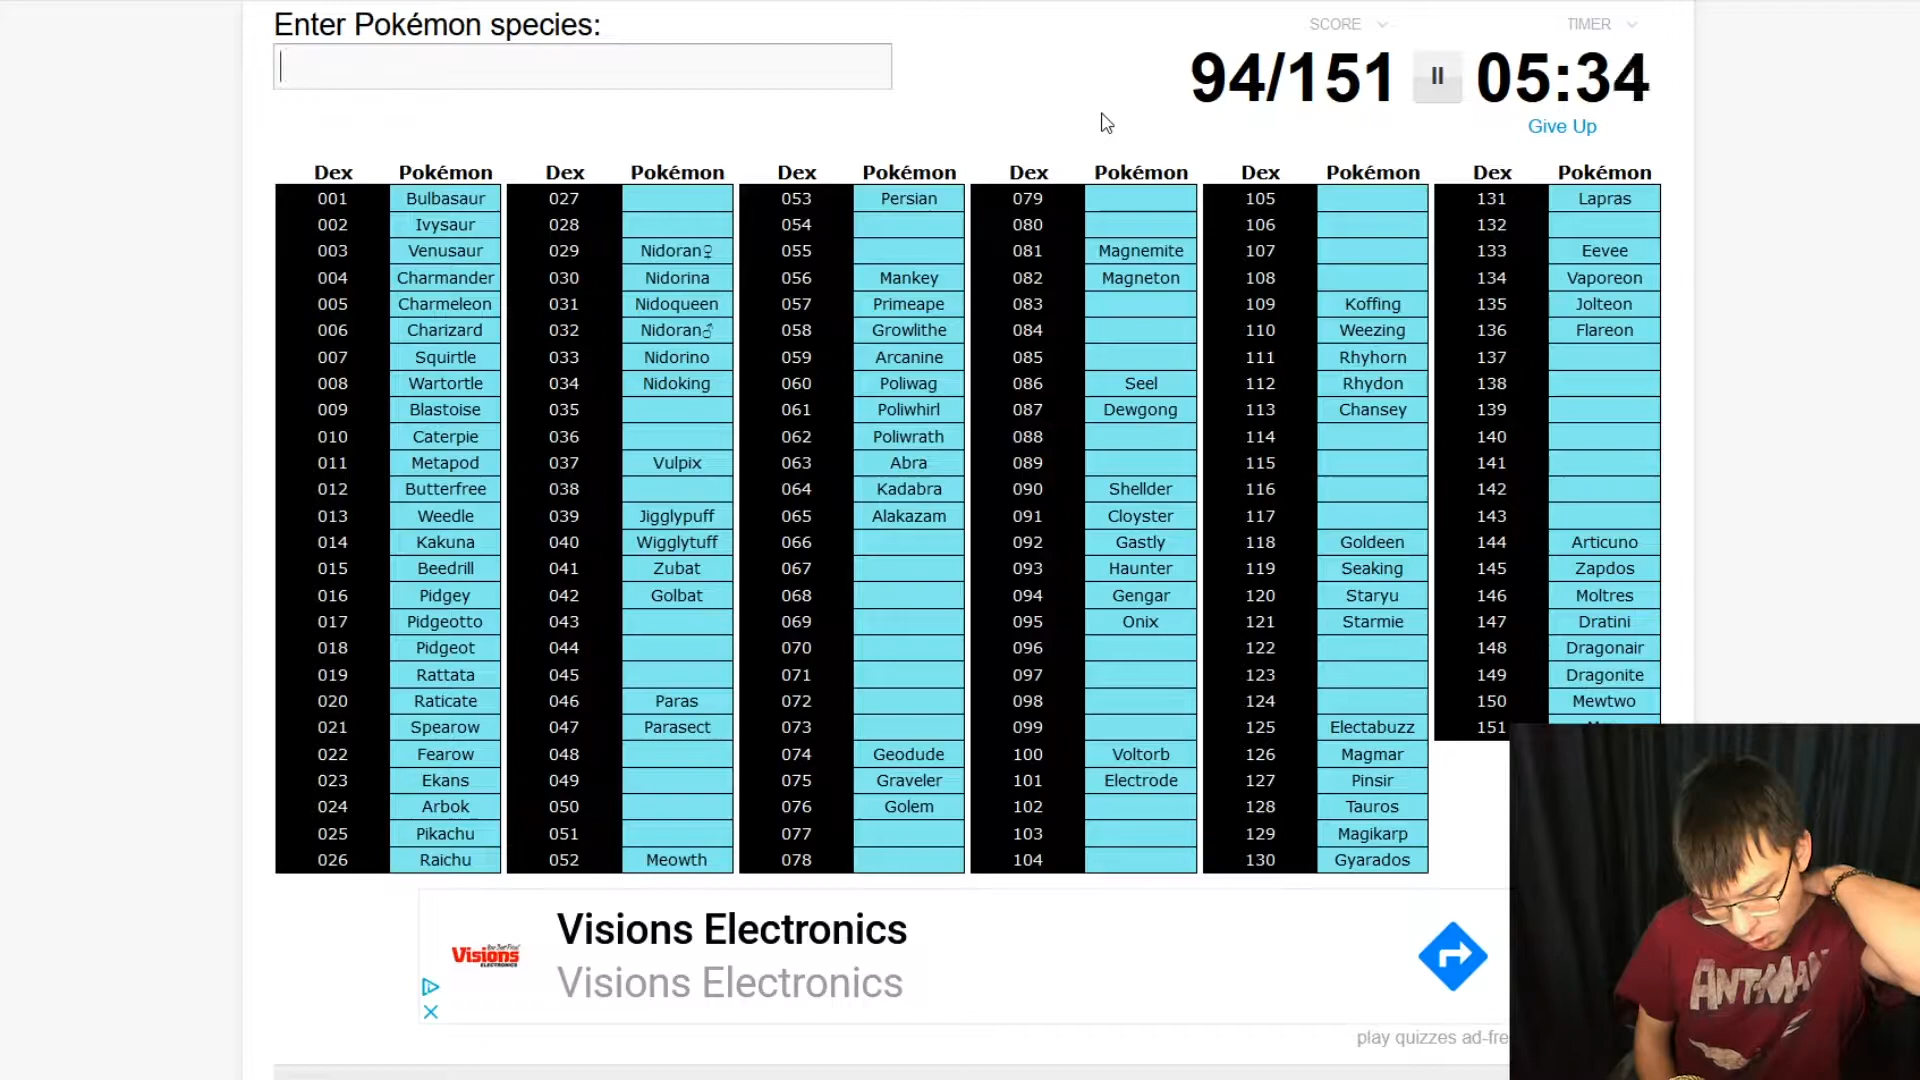 Enter Pokémon species:
SCORE
TIMER
94/151
05:34
Give Up
Dex Pokémon Dex Pokémon Dex Pokémon Dex Pokémon Dex Pokémon Dex Pokémon
001 Bulbasaur 027 053 Persian 079 105 131 Lapras
002 Ivysaur 028 054 080 106 132
003 Venusaur 029 Nidoran♀ 055 081 Magnemite 107 133 Eevee
004 Charmander 030 Nidorina 056 Mankey 082 Magneton 108 134 Vaporeon
005 Charmeleon 031 Nidoqueen 057 Primeape 083 109 Koffing 135 Jolteon
006 Charizard 032 Nidoran♂ 058 Growlithe 084 110 Weezing 136 Flareon
007 Squirtle 033 Nidorino 059 Arcanine 085 111 Rhyhorn 137
008 Wartortle 034 Nidoking 060 Poliwag 086 Seel 112 Rhydon 138
009 Blastoise 035 061 Poliwhirl 087 Dewgong 113 Chansey 139
010 Caterpie 036 062 Poliwrath 088 114 140
011 Metapod 037 Vulpix 063 Abra 089 115 141
012 Butterfree 038 064 Kadabra 090 Shellder 116 142
013 Weedle 039 Jigglypuff 065 Alakazam 091 Cloyster 117 143
014 Kakuna 040 Wigglytuff 066 092 Gastly 118 Goldeen 144 Articuno
015 Beedrill 041 Zubat 067 093 Haunter 119 Seaking 145 Zapdos
016 Pidgey 042 Golbat 068 094 Gengar 120 Staryu 146 Moltres
017 Pidgeotto 043 069 095 Onix 121 Starmie 147 Dratini
018 Pidgeot 044 070 096 122 148 Dragonair
019 Rattata 045 071 097 123 149 Dragonite
020 Raticate 046 Paras 072 098 124 150 Mewtwo
021 Spearow 047 Parasect 073 099 125 Electabuzz 151
022 Fearow 048 074 Geodude 100 Voltorb 126 Magmar
023 Ekans 049 075 Graveler 101 Electrode 127 Pinsir
024 Arbok 050 076 Golem 102 128 Tauros
025 Pikachu 051 077 103 129 Magikarp
026 Raichu 052 Meowth 078 104 130 Gyarados
Visions Electronics
Visions Electronics
Visions
ELECTRONICS
play quizzes ad-fre
ANT-MAN